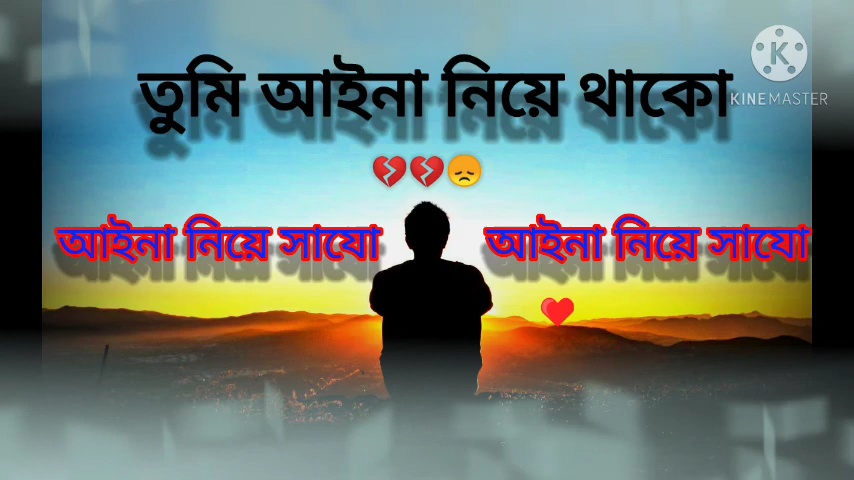 তুমি আইনা নিয়ে থাকো
KINEMASTER
💔💔😞
আইনা নিয়ে সাযো আইনা নিয়ে সাযো
❤️